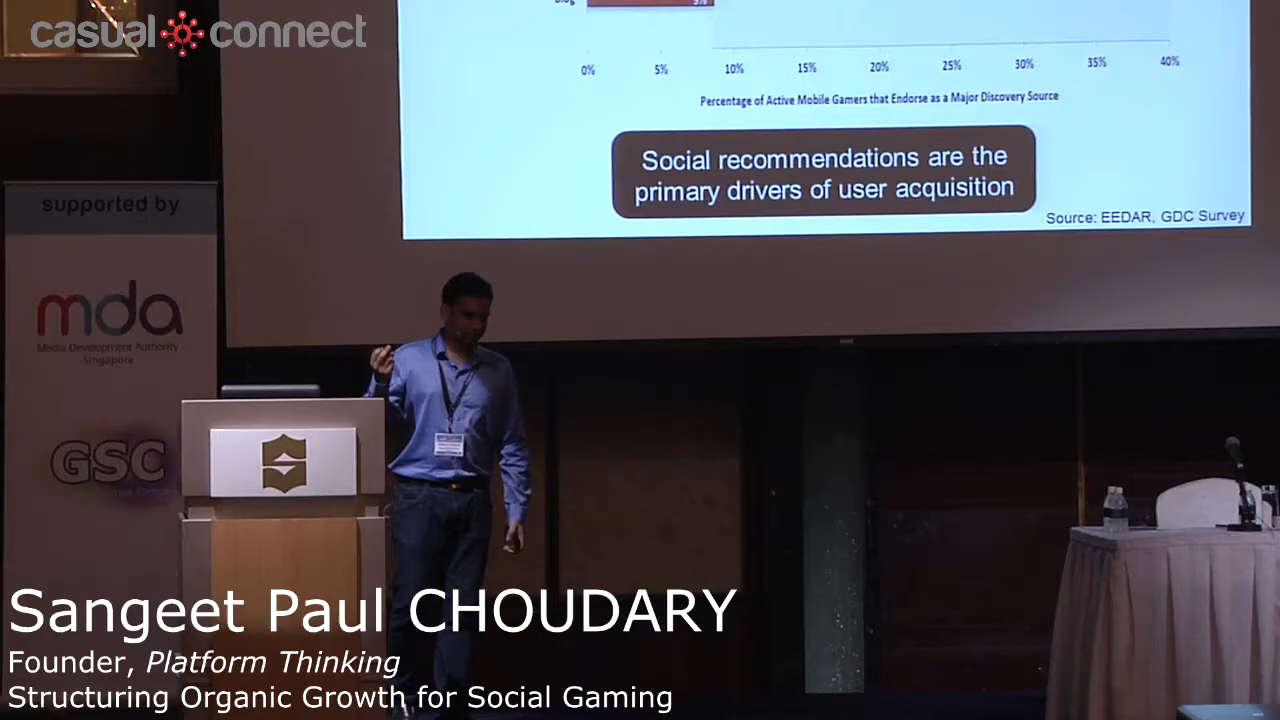 casual connect
Blog
9%
0% 5% 10% 15% 20% 25% 30% 35% 40%
Percentage of Active Mobile Gamers that Endorse as a Major Discovery Source
Social recommendations are the
primary drivers of user acquisition
Source: EEDAR, GDC Survey
supported by
mda
Media Development Authority
Singapore
GSC
Sangeet Paul CHOUDARY
Founder, Platform Thinking
Structuring Organic Growth for Social Gaming